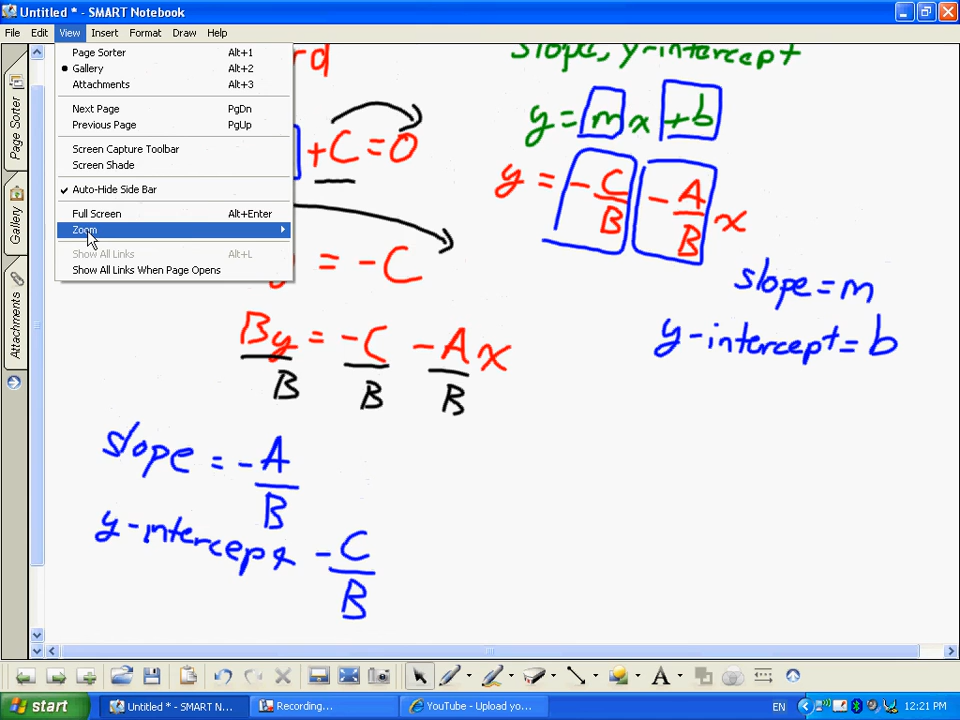 Untitled * - SMART Notebook
File Edit View Insert Format Draw Help
Page Sorter Alt+1
Gallery Alt+2
Attachments Alt+3
Next Page PgDn
Previous Page PgUp
Screen Capture Toolbar
Screen Shade
Auto-Hide Side Bar
Full Screen Alt+Enter
Zoom
Show All Links Alt+L
Show All Links When Page Opens
Page Sorter
Gallery
Attachments
rd
+C=0
= -C
By = -C -Ax
B B B
slope = -A/B
y-intercept -C/B
slope, y-intercept
y = mx +b
y = -C/B -A/B x
slope = m
y-intercept = b
start
Untitled * - SMART N...
Recording...
YouTube - Upload yo...
EN
12:21 PM